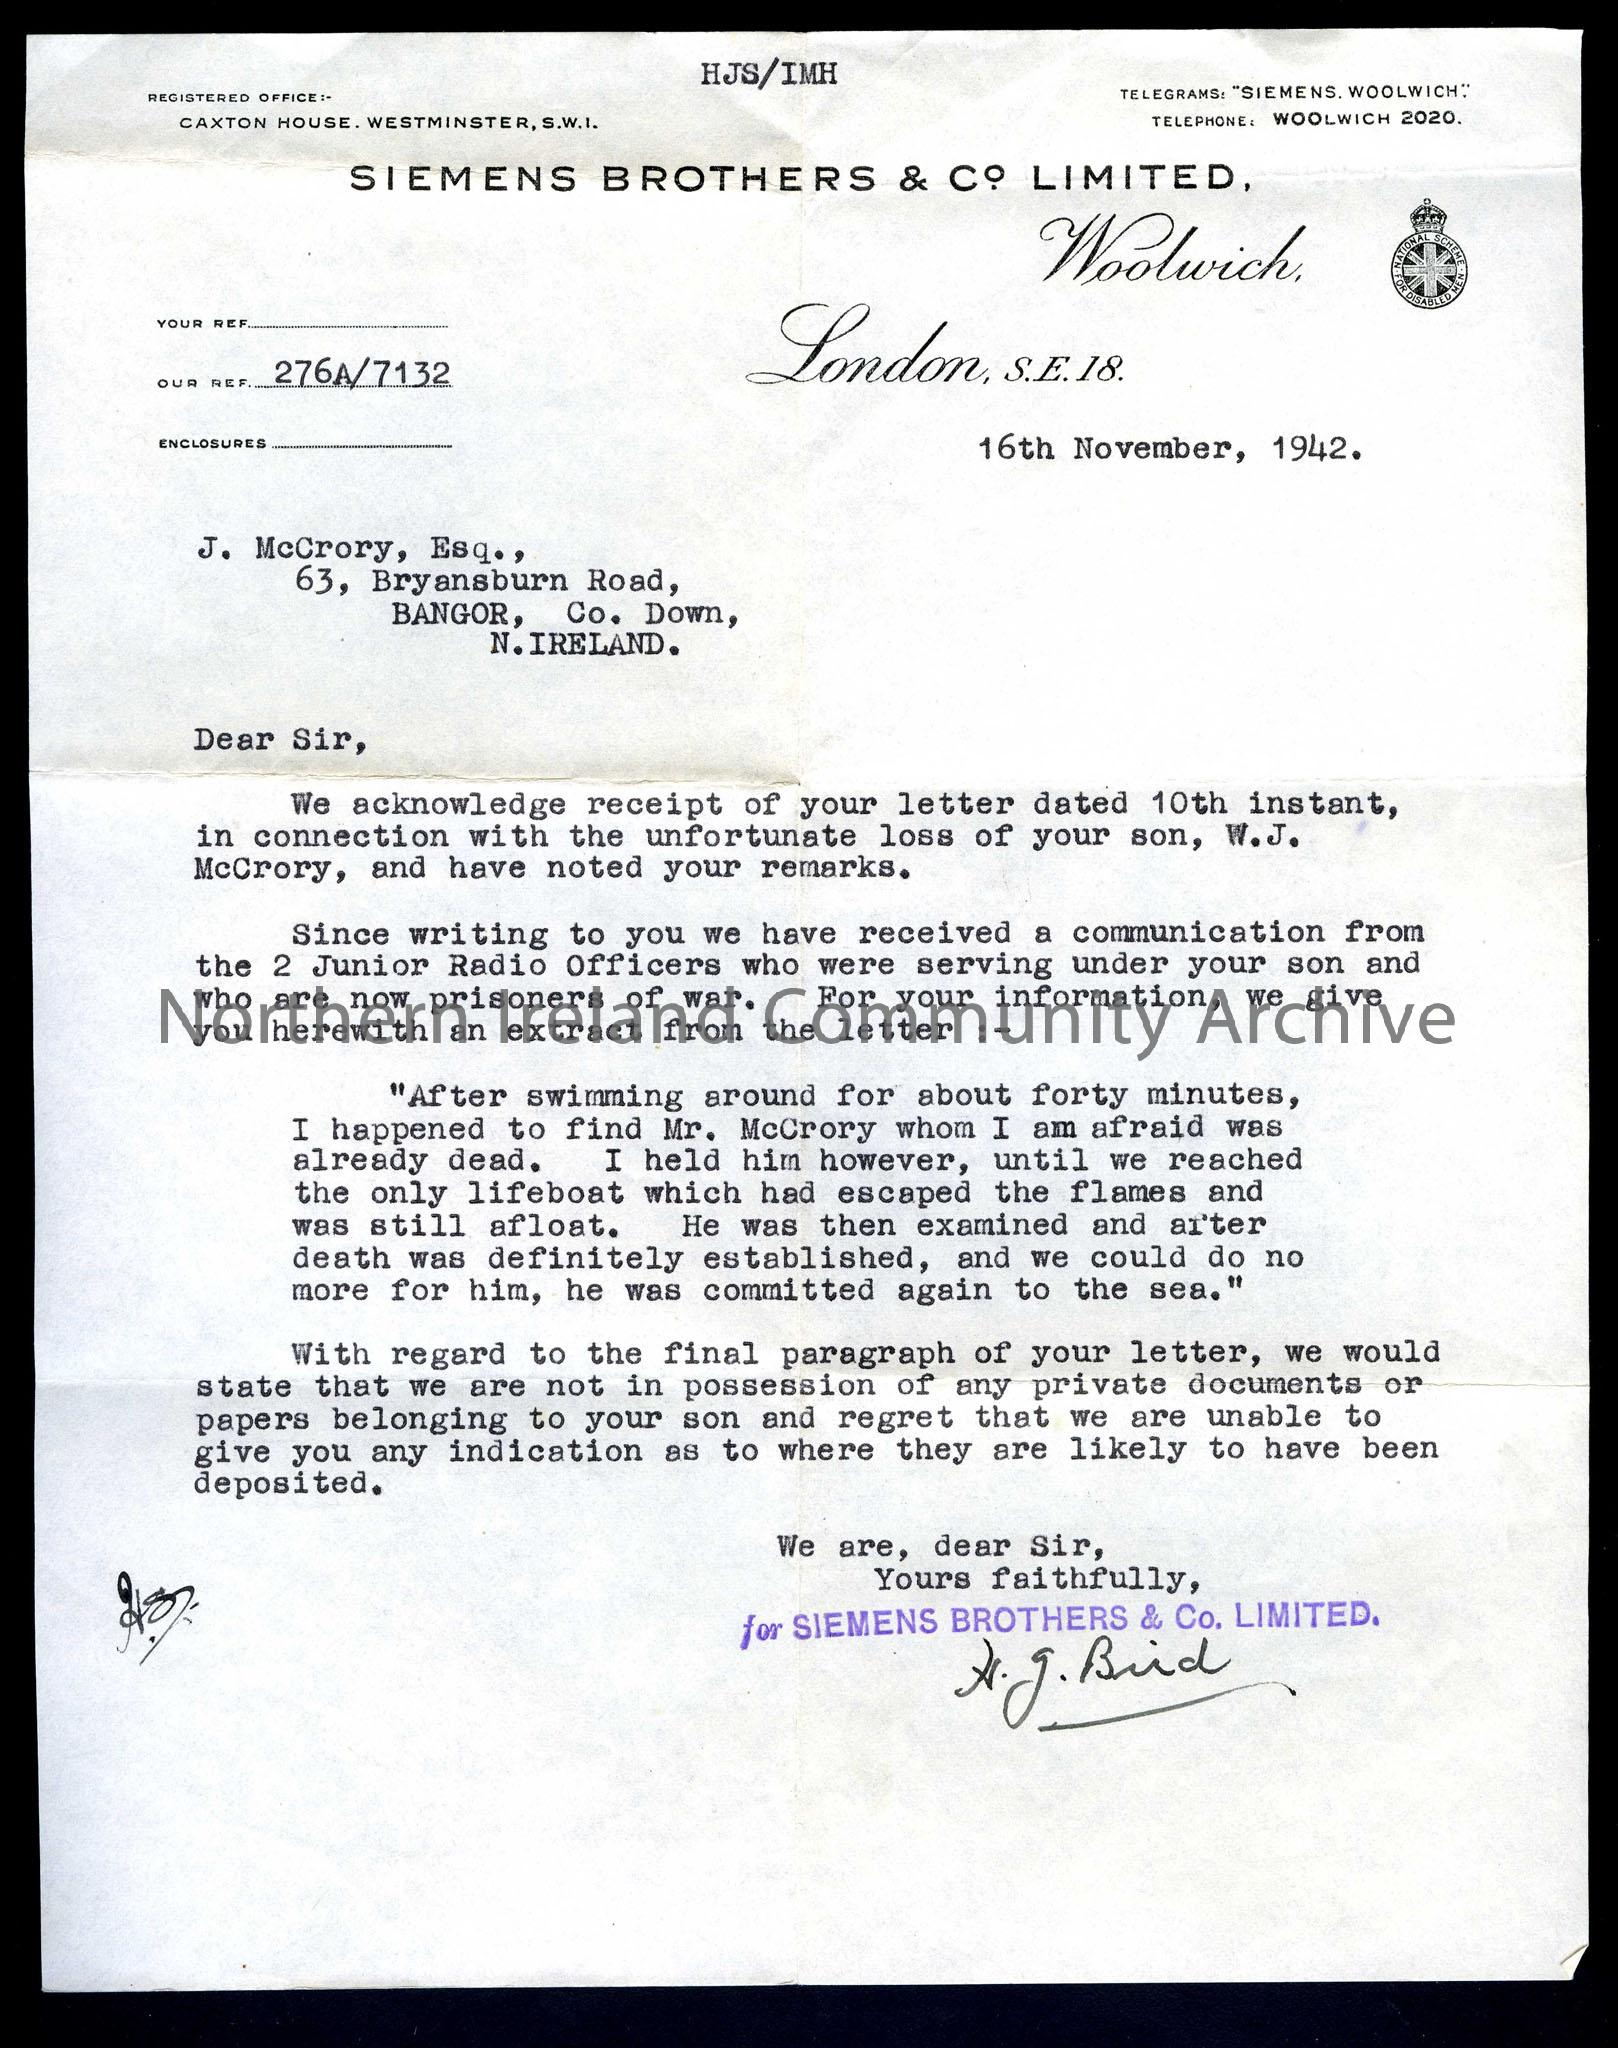 HJS/IMH
REGISTERED OFFICE:-
CAXTON HOUSE. WESTMINSTER, S.W.1.
TELEGRAMS: "SIEMENS. WOOLWICH".
TELEPHONE: WOOLWICH 2020.
SIEMENS BROTHERS & Co LIMITED,
Woolwich,
NATIONAL SCHEME FOR DISABLED MEN
London, S.E.18.
YOUR REF.
OUR REF. 276A/7132
ENCLOSURES
16th November, 1942.
J. McCrory, Esq.,
63, Bryansburn Road,
BANGOR, Co. Down,
N.IRELAND.
Dear Sir,
We acknowledge receipt of your letter dated 10th instant,
in connection with the unfortunate loss of your son, W.J.
McCrory, and have noted your remarks.
Since writing to you we have received a communication from
the 2 Junior Radio Officers who were serving under your son and
who are now prisoners of war. For your information, we give
you herewith an extract from the letter :-
Northern Ireland Community Archive
"After swimming around for about forty minutes,
I happened to find Mr. McCrory whom I am afraid was
already dead. I held him however, until we reached
the only lifeboat which had escaped the flames and
was still afloat. He was then examined and after
death was definitely established, and we could do no
more for him, he was committed again to the sea."
With regard to the final paragraph of your letter, we would
state that we are not in possession of any private documents or
papers belonging to your son and regret that we are unable to
give you any indication as to where they are likely to have been
deposited.
We are, dear Sir,
Yours faithfully,
for SIEMENS BROTHERS & Co. LIMITED.
H. G. Bird